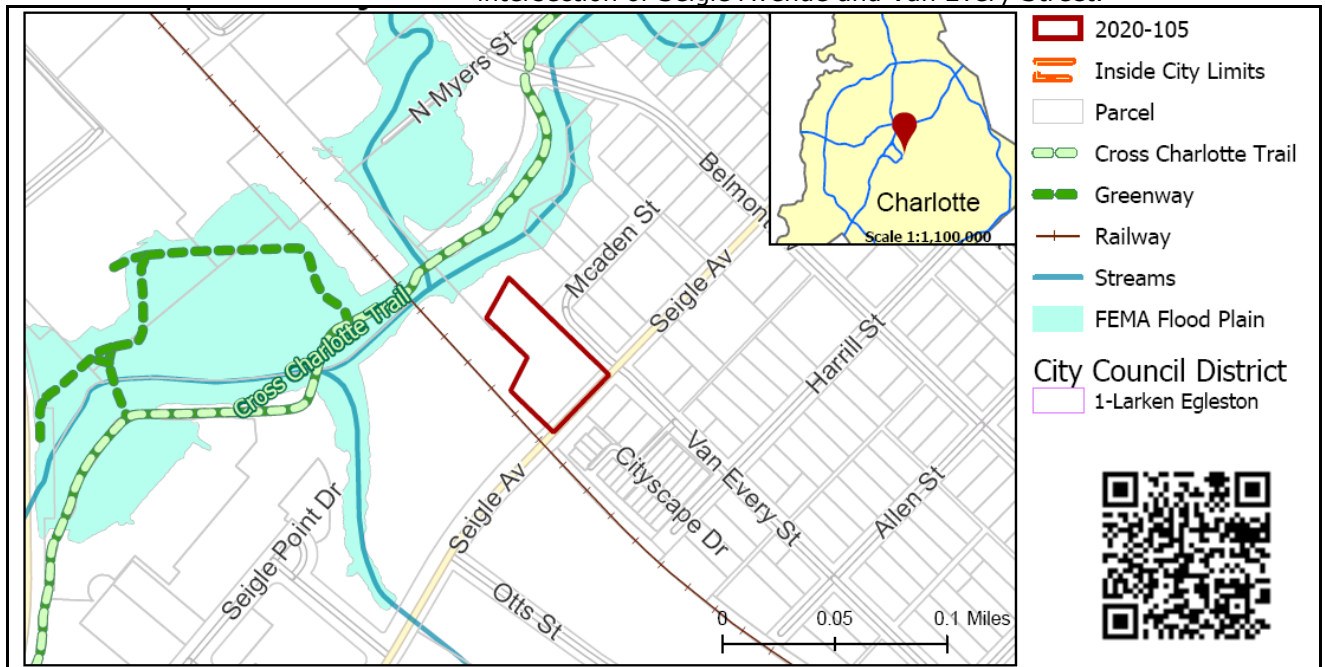 intersection of Seigle Avenue and Van Every Street.
N Myers St
Belmont
Mcaden St
Seigle Av
Harrill St
Cross Charlotte Trail
Van Every St
Cityscape Dr
Allen St
Seigle Av
Seigle Point Dr
Otts St
0 0.05 0.1 Miles
Charlotte
Scale 1:1,100,000
2020-105
Inside City Limits
Parcel
Cross Charlotte Trail
Greenway
Railway
Streams
FEMA Flood Plain
City Council District
1-Larken Egleston